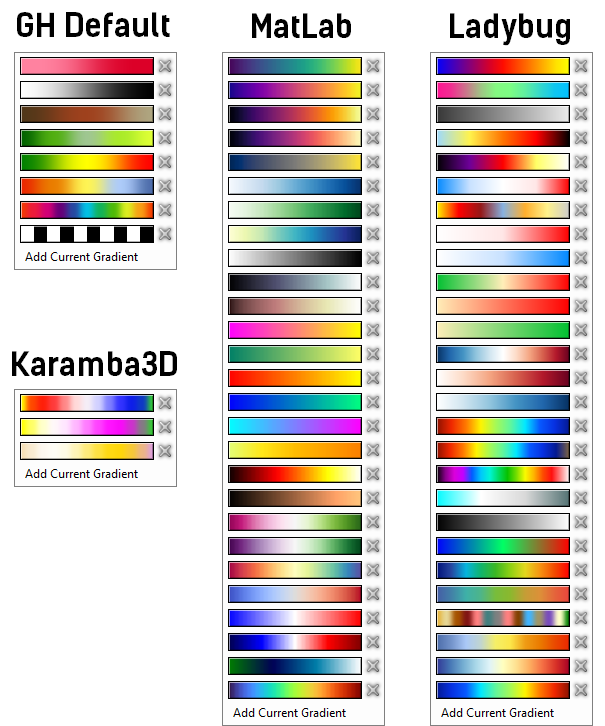 GH Default
Add Current Gradient
Karamba3D
Add Current Gradient
MatLab
Add Current Gradient
Ladybug
Add Current Gradient